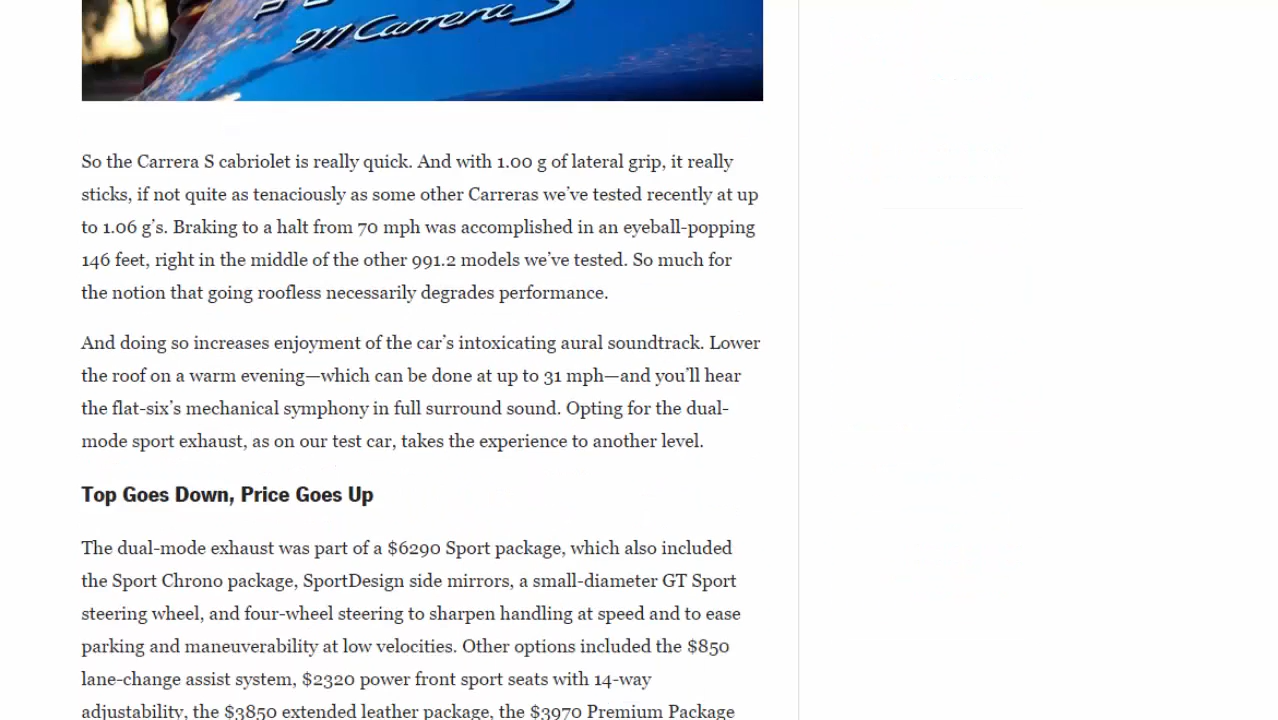 911 Carrera S
So the Carrera S cabriolet is really quick. And with 1.00 g of lateral grip, it really
sticks, if not quite as tenaciously as some other Carreras we’ve tested recently at up
to 1.06 g’s. Braking to a halt from 70 mph was accomplished in an eyeball-popping
146 feet, right in the middle of the other 991.2 models we’ve tested. So much for
the notion that going roofless necessarily degrades performance.
And doing so increases enjoyment of the car’s intoxicating aural soundtrack. Lower
the roof on a warm evening—which can be done at up to 31 mph—and you’ll hear
the flat-six’s mechanical symphony in full surround sound. Opting for the dual-
mode sport exhaust, as on our test car, takes the experience to another level.
Top Goes Down, Price Goes Up
The dual-mode exhaust was part of a $6290 Sport package, which also included
the Sport Chrono package, SportDesign side mirrors, a small-diameter GT Sport
steering wheel, and four-wheel steering to sharpen handling at speed and to ease
parking and maneuverability at low velocities. Other options included the $850
lane-change assist system, $2320 power front sport seats with 14-way
adjustability, the $3850 extended leather package, the $3970 Premium Package